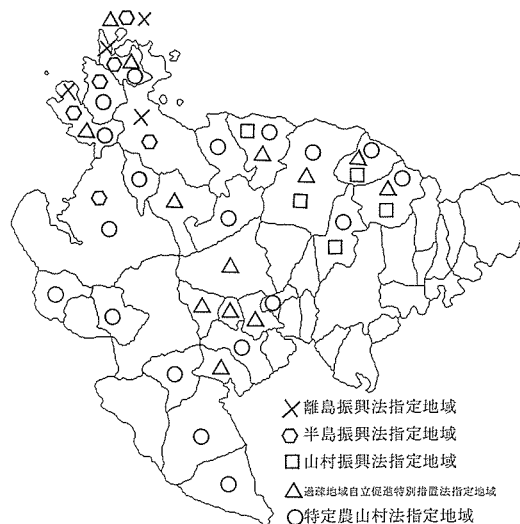 離島振興法指定地域
半島振興法指定地域
山村振興法指定地域
過疎地域自立促進特別措置法指定地域
特定農山村法指定地域